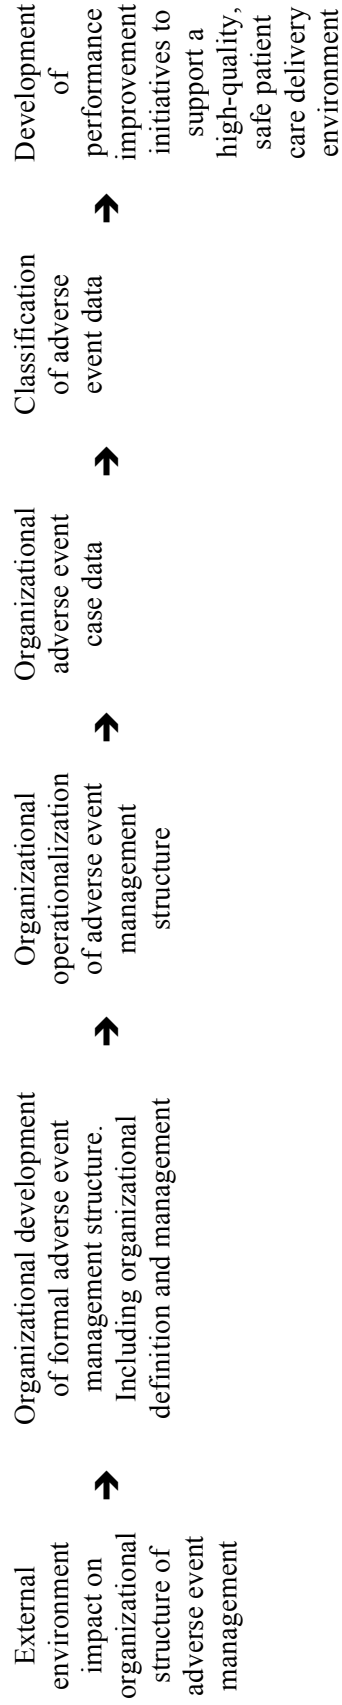 External
environment
impact on
organizational
structure of
adverse event
management
➔
Organizational development
of formal adverse event
management structure.
Including organizational
definition and management
➔
Organizational
operationalization
of adverse event
management
structure
➔
Organizational
adverse event
case data
➔
Classification
of adverse
event data
➔
Development
of
performance
improvement
initiatives to
support a
high-quality,
safe patient
care delivery
environment